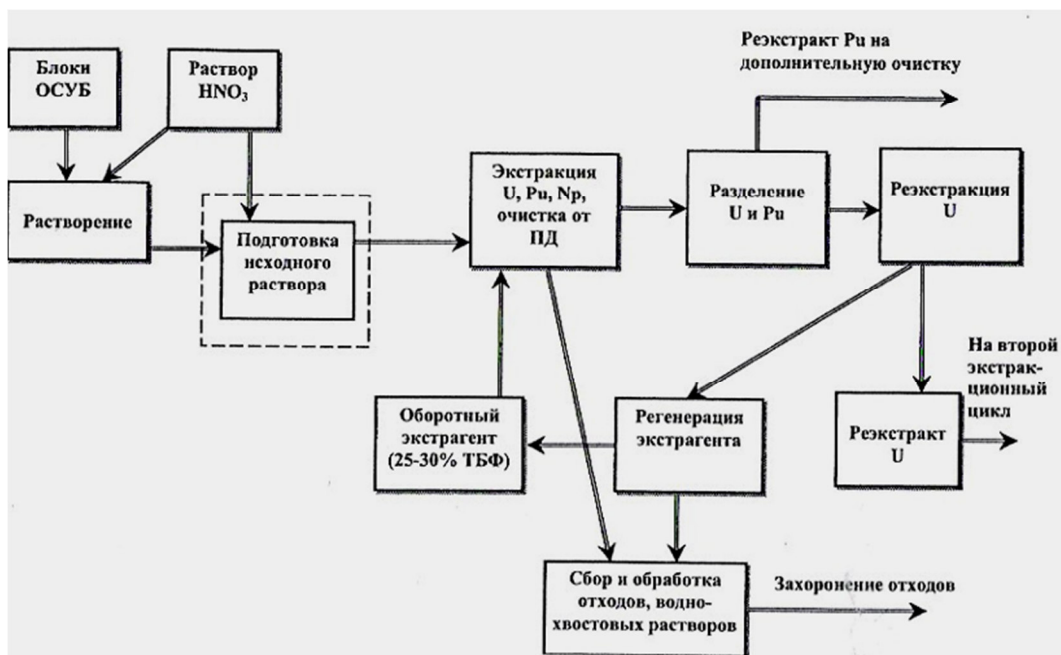 Блоки
ОСУБ
Раствор
HNO₃
Реэкстракт Pu на
дополнительную очистку
Растворение
Подготовка
исходного
раствора
Экстракция
U, Pu, Np,
очистка от
ПД
Разделение
U и Pu
Реэкстракция
U
Оборотный
экстрагент
(25-30% ТБФ)
Регенерация
экстрагента
Реэкстракт
U
На второй
экстрак-
ционный
цикл
Сбор и обработка
отходов, водно-
хвостовых растворов
Захоронение отходов